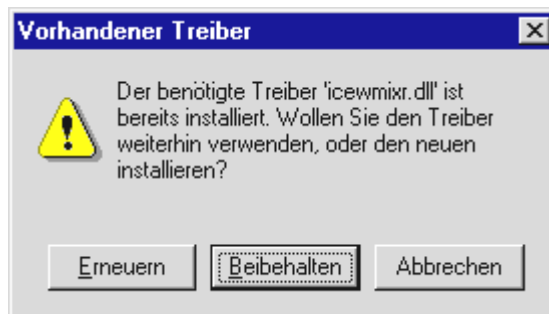 Vorhandener Treiber
Der benötigte Treiber 'icewmixr.dll' ist
bereits installiert. Wollen Sie den Treiber
weiterhin verwenden, oder den neuen
installieren?
Erneuern Beibehalten Abbrechen